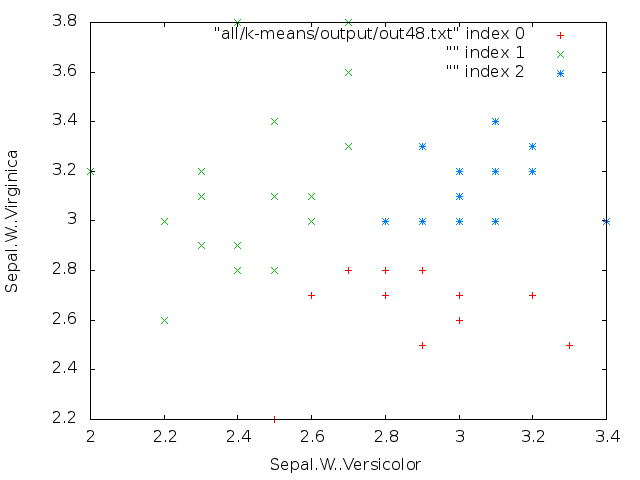 "all/k-means/output/out48.txt" index 0
"" index 1
"" index 2
3.8
3.6
3.4
3.2
3
2.8
2.6
2.4
2.2
Sepal.W..Virginica
2 2.2 2.4 2.6 2.8 3 3.2 3.4
Sepal.W..Versicolor